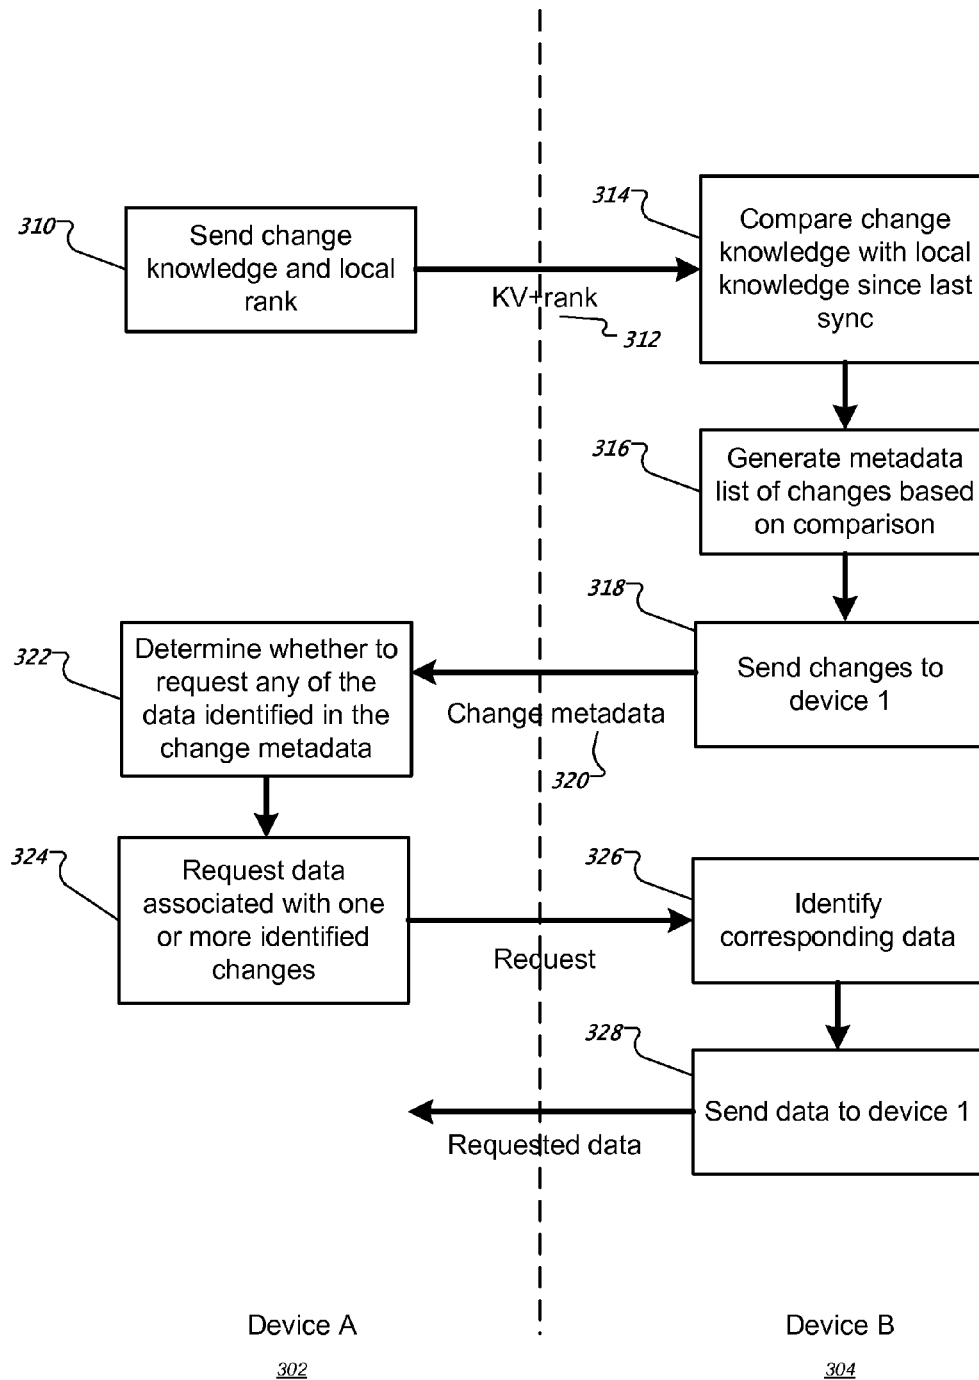 310
Send change
knowledge and local
rank
KV+rank
312
314
Compare change
knowledge with local
knowledge since last
sync
316
Generate metadata
list of changes based
on comparison
318
Send changes to
device 1
Change metadata
320
322
Determine whether to
request any of the
data identified in the
change metadata
324
Request data
associated with one
or more identified
changes
Request
326
Identify
corresponding data
328
Send data to device 1
Requested data
Device A
302
Device B
304